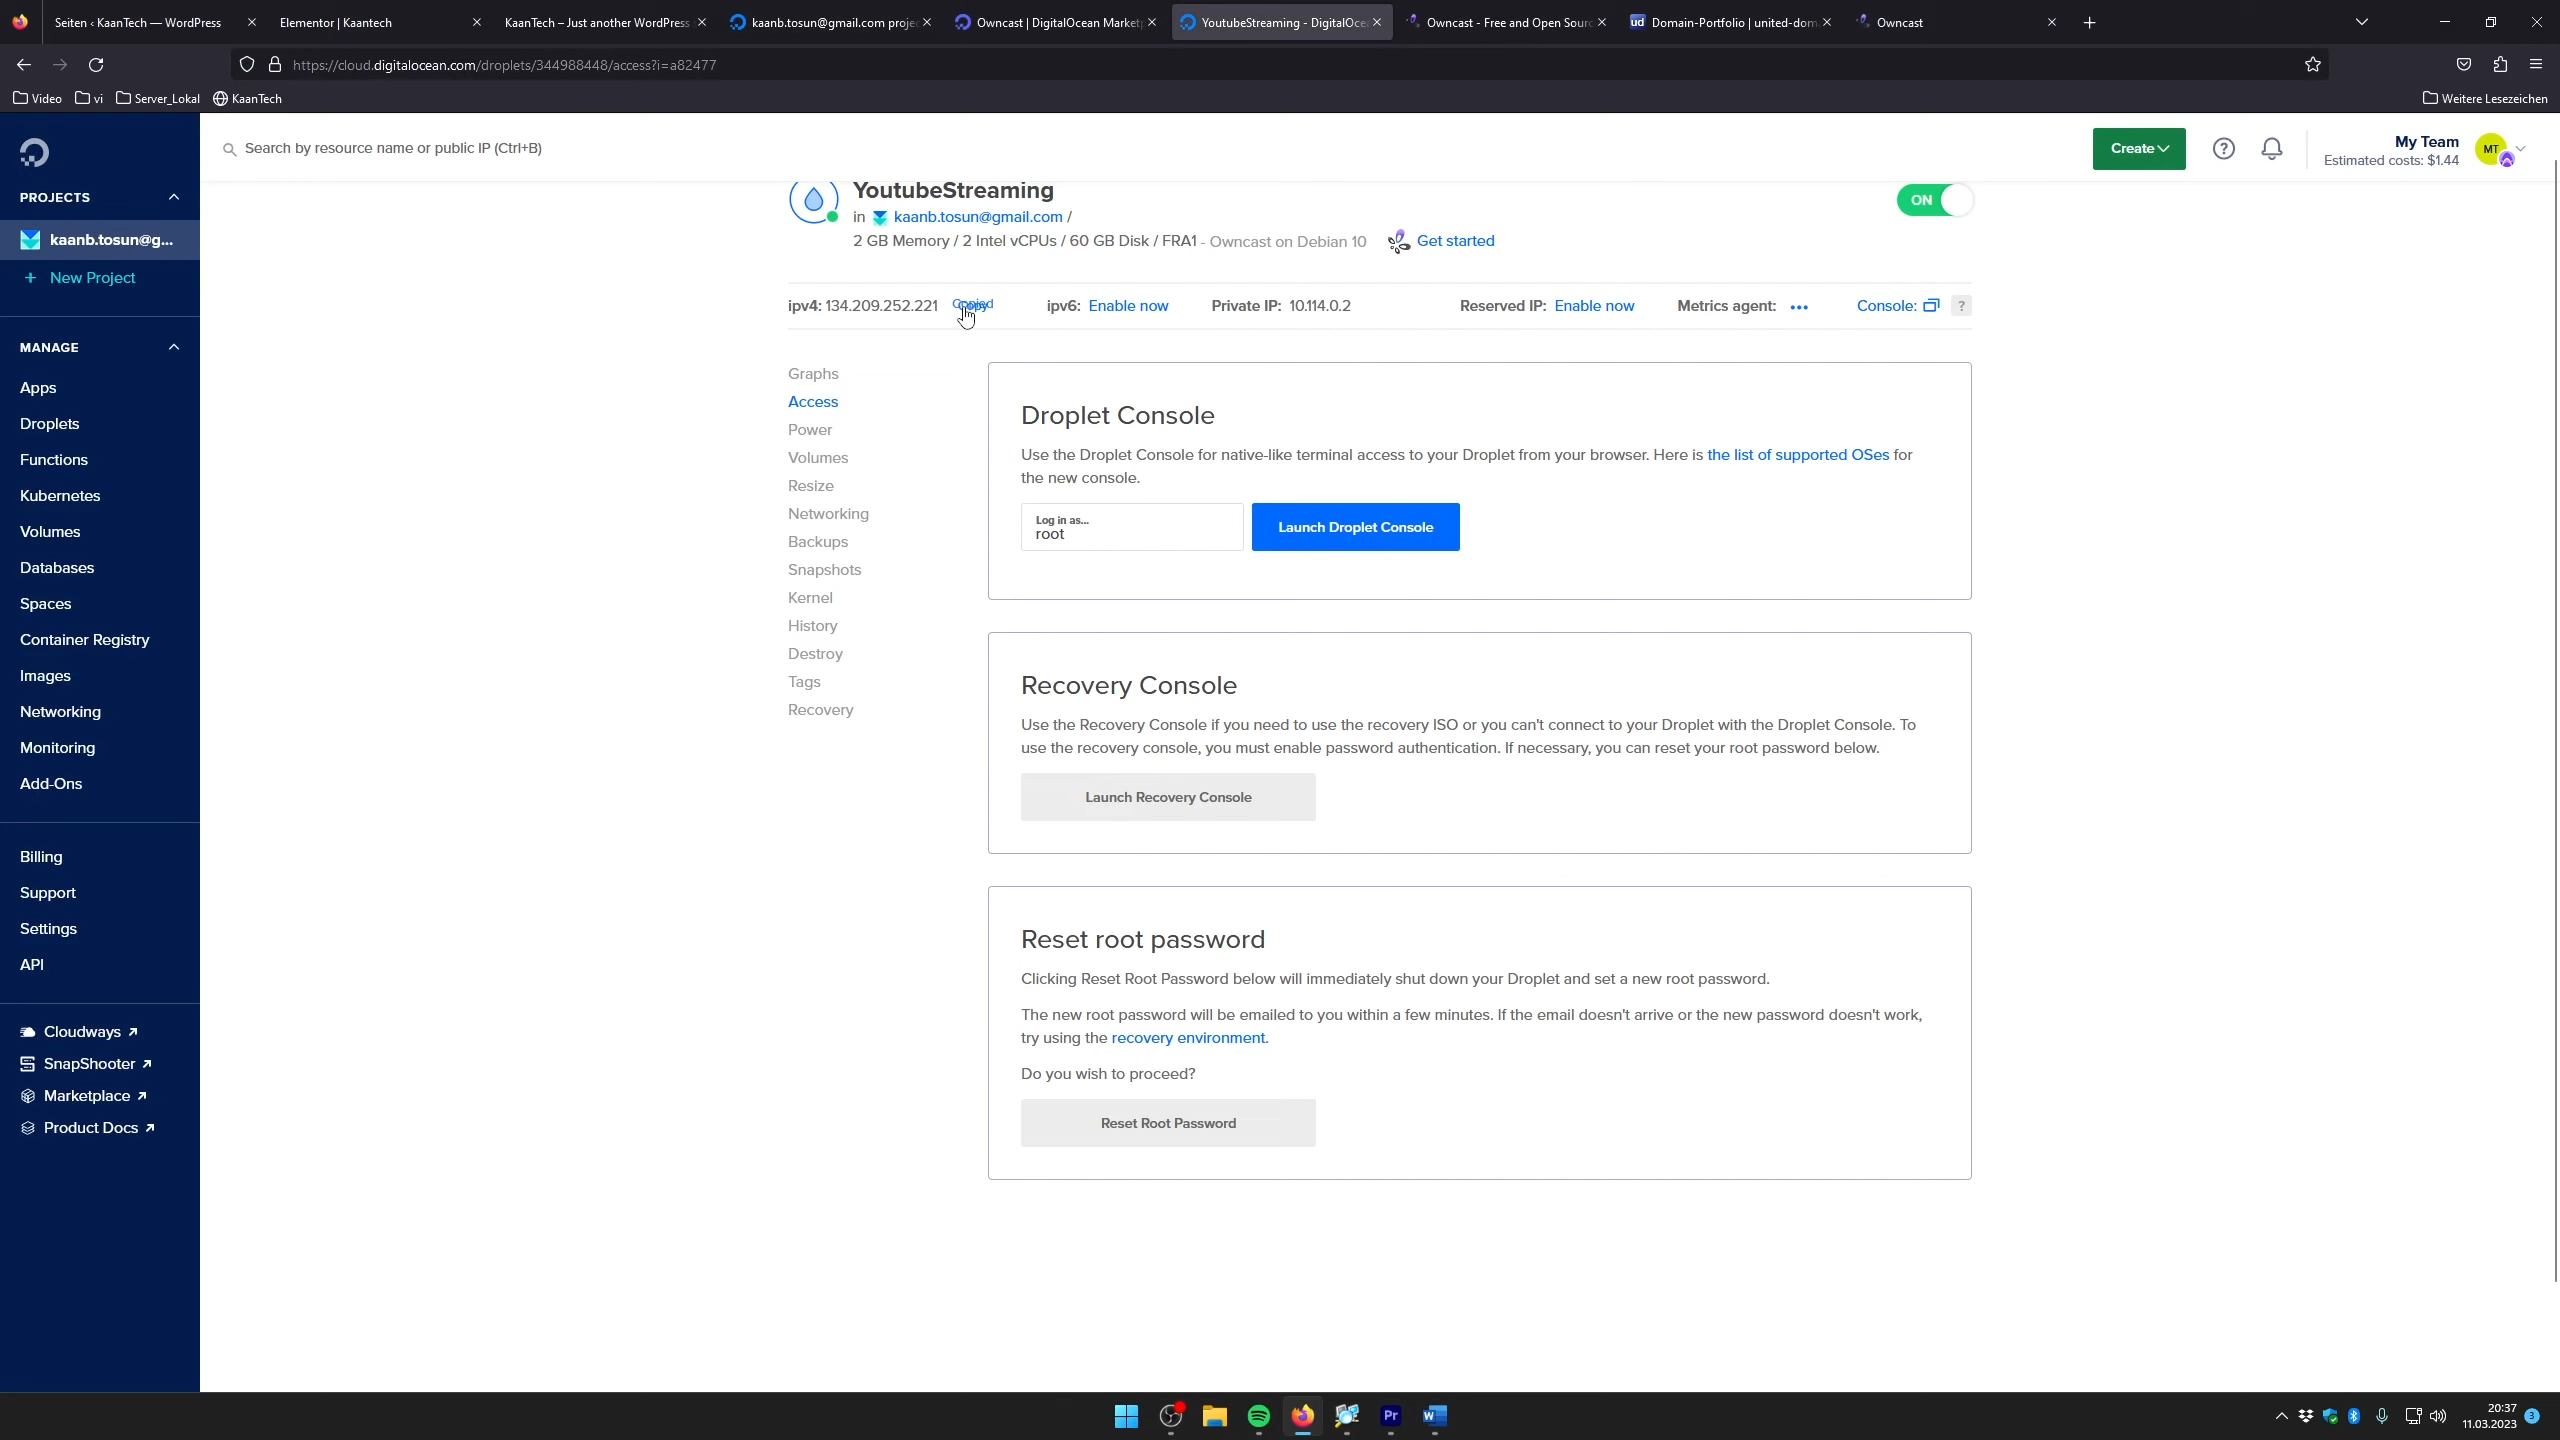 Seiten ‹ KaanTech — WordPress
Elementor | Kaantech
KaanTech – Just another WordPress
kaanb.tosun@gmail.com proje
Owncast | DigitalOcean Market
YoutubeStreaming - DigitalOce
Owncast - Free and Open Sourc
ud Domain-Portfolio | united-dom
Owncast
https://cloud.digitalocean.com/droplets/344988448/access?i=a82477
Video
vi
Server_Lokal
KaanTech
Weitere Lesezeichen
Search by resource name or public IP (Ctrl+B)
Create
?
My Team
Estimated costs: $1.44
MT
PROJECTS
kaanb.tosun@g...
+ New Project
MANAGE
Apps
Droplets
Functions
Kubernetes
Volumes
Databases
Spaces
Container Registry
Images
Networking
Monitoring
Add-Ons
Billing
Support
Settings
API
Cloudways
SnapShooter
Marketplace
Product Docs
YoutubeStreaming
in kaanb.tosun@gmail.com /
2 GB Memory / 2 Intel vCPUs / 60 GB Disk / FRA1 - Owncast on Debian 10 Get started
ON
ipv4: 134.209.252.221 Copied Copy
ipv6: Enable now
Private IP: 10.114.0.2
Reserved IP: Enable now
Metrics agent: •••
Console: ?
Graphs
Access
Power
Volumes
Resize
Networking
Backups
Snapshots
Kernel
History
Destroy
Tags
Recovery
Droplet Console
Use the Droplet Console for native-like terminal access to your Droplet from your browser. Here is the list of supported OSes for
the new console.
Log in as...
root
Launch Droplet Console
Recovery Console
Use the Recovery Console if you need to use the recovery ISO or you can't connect to your Droplet with the Droplet Console. To
use the recovery console, you must enable password authentication. If necessary, you can reset your root password below.
Launch Recovery Console
Reset root password
Clicking Reset Root Password below will immediately shut down your Droplet and set a new root password.
The new root password will be emailed to you within a few minutes. If the email doesn't arrive or the new password doesn't work,
try using the recovery environment.
Do you wish to proceed?
Reset Root Password
Pr
W
20:37
11.03.2023
3